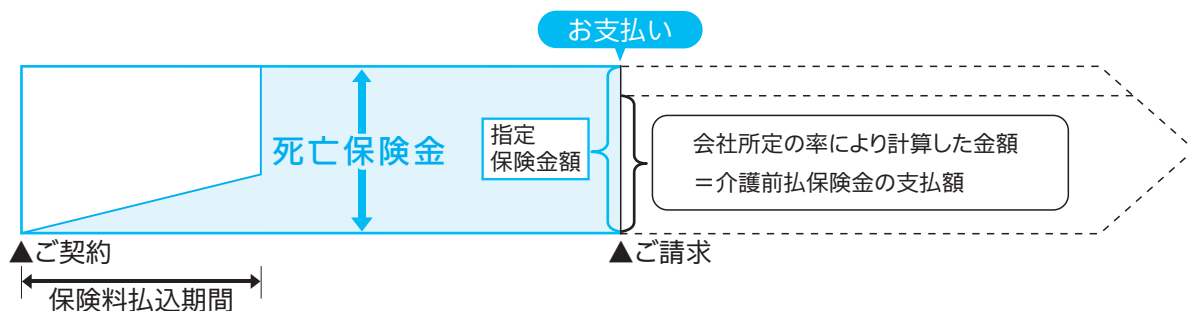 お支払い
死亡保険金
指定
保険金額
会社所定の率により計算した金額
＝介護前払保険金の支払額
▲ご契約
▲ご請求
保険料払込期間